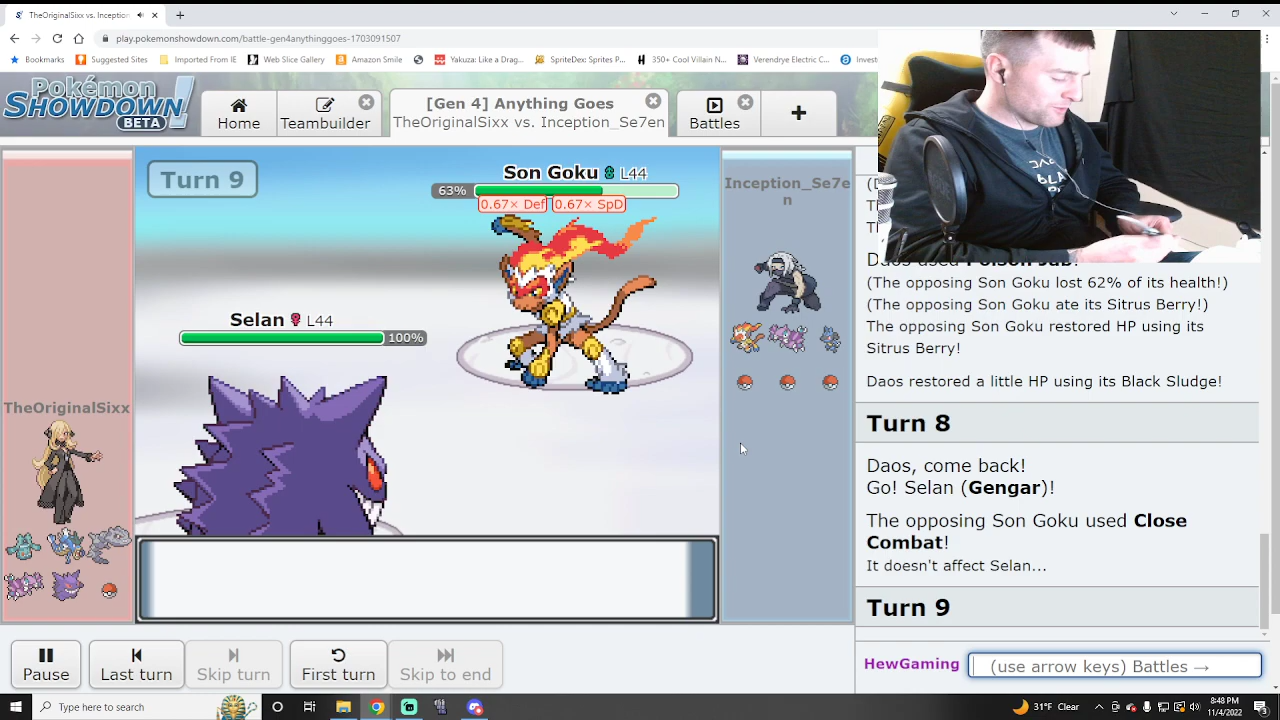 TheOriginalSixx vs. Inception
play.pokemonshowdown.com/battle-gen4anythinggoes-1703091507
Bookmarks
Suggested Sites
Imported From IE
Web Slice Gallery
Amazon Smile
Yakuza: Like a Drag...
SpriteDex: Sprites P...
350+ Cool Villain N...
Verendrye Electric C...
Invest
Pokémon
SHOWDOWN!
BETA
Home
Teambuilder
[Gen 4] Anything Goes
TheOriginalSixx vs. Inception_Se7en
Battles
Turn 9
Son Goku L44
63%
0.67× Def 0.67× SpD
Selan L44
100%
TheOriginalSixx
Inception_Se7e
n
Daos used Poison Jab!
(The opposing Son Goku lost 62% of its health!)
(The opposing Son Goku ate its Sitrus Berry!)
The opposing Son Goku restored HP using its
Sitrus Berry!
Daos restored a little HP using its Black Sludge!
Turn 8
Daos, come back!
Go! Selan (Gengar)!
The opposing Son Goku used Close
Combat!
It doesn't affect Selan...
Turn 9
HewGaming
(use arrow keys) Battles →
Pause
Last turn
Skip turn
First turn
Skip to end
Type here to search
31°F Clear
8:48 PM
11/4/2022